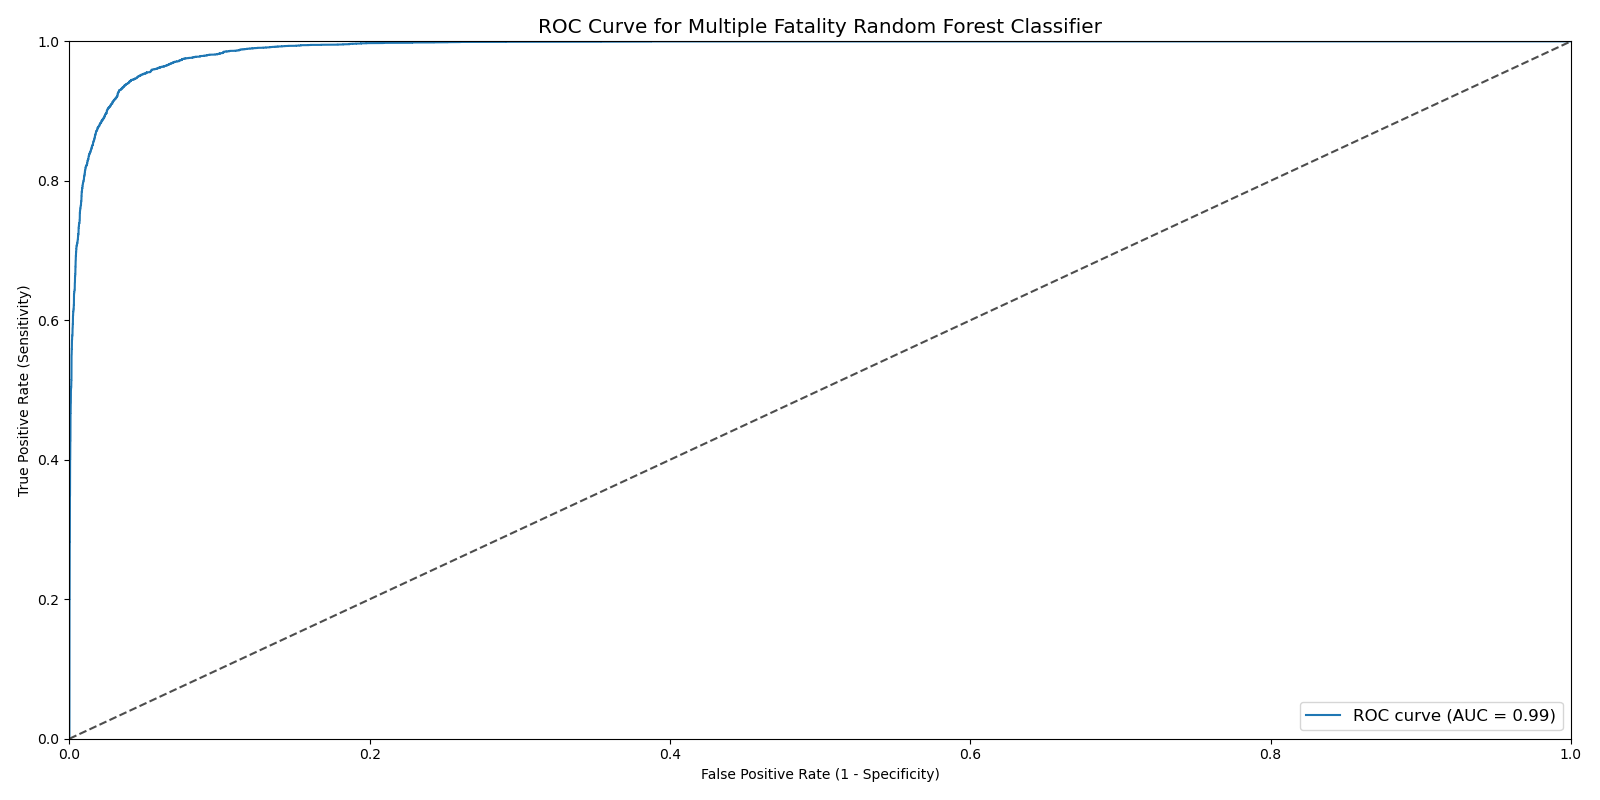 ROC Curve for Multiple Fatality Random Forest Classifier
1.0
0.8
0.6
0.4
0.2
0.0
True Positive Rate (Sensitivity)
ROC curve (AUC = 0.99)
0.0 0.2 0.4 0.6 0.8 1.0
False Positive Rate (1 - Specificity)